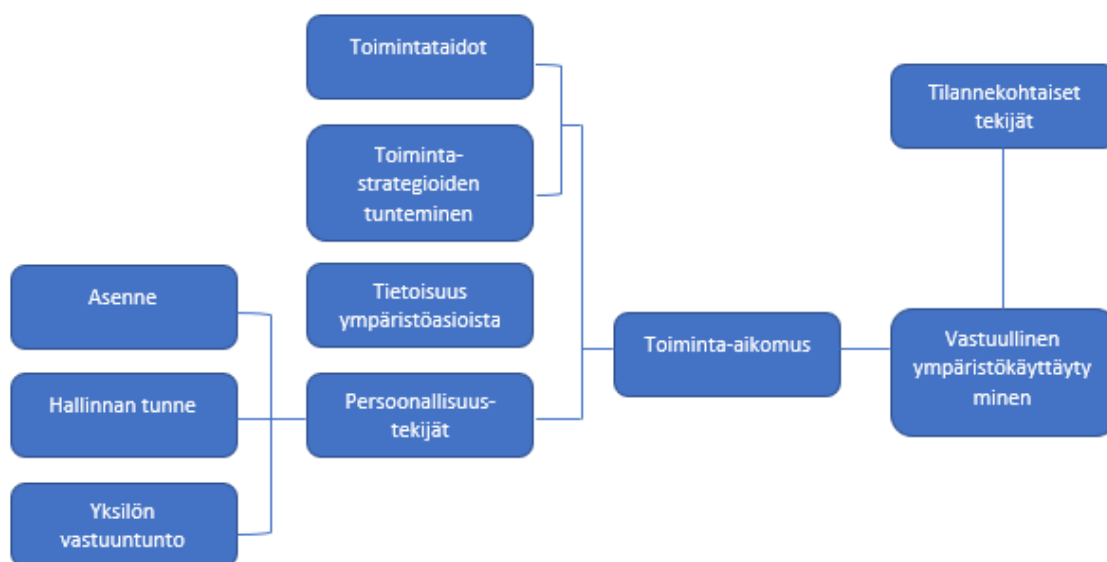 Toimintataidot
Tilannekohtaiset
tekijät
Toiminta-
strategioiden
tunteminen
Asenne
Tietoisuus
ympäristöasioista
Toiminta-aikomus
Vastuullinen
ympäristökäyttäyty
minen
Hallinnan tunne
Persoonallisuus-
tekijät
Yksilön
vastuuntunto